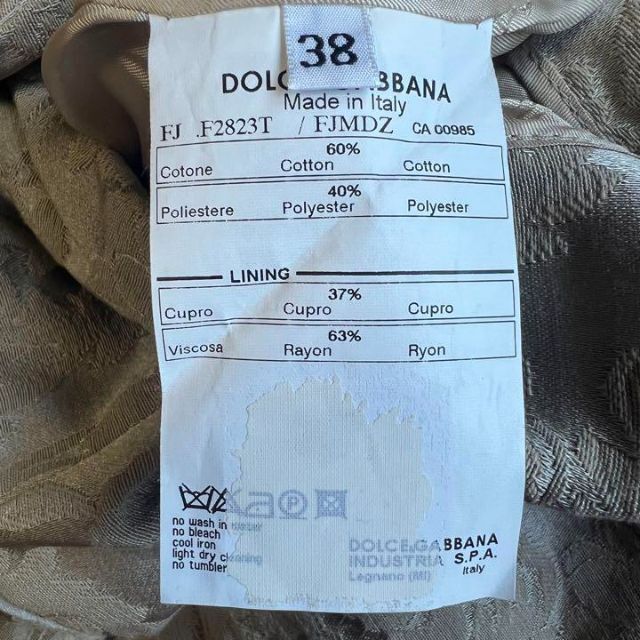 38
DOLCE&GABBANA
Made in Italy
FJ .F2823T / FJMDZ CA 00985
60%
Cotone Cotton Cotton
40%
Poliestere Polyester Polyester
LINING
37%
Cupro Cupro Cupro
63%
Viscosa Rayon Ryon
a P
no wash in water
no bleach
cool iron
light dry cleaning
no tumbler
DOLCE&GABBANA
INDUSTRIA S.P.A.
Legnano (MI) Italy